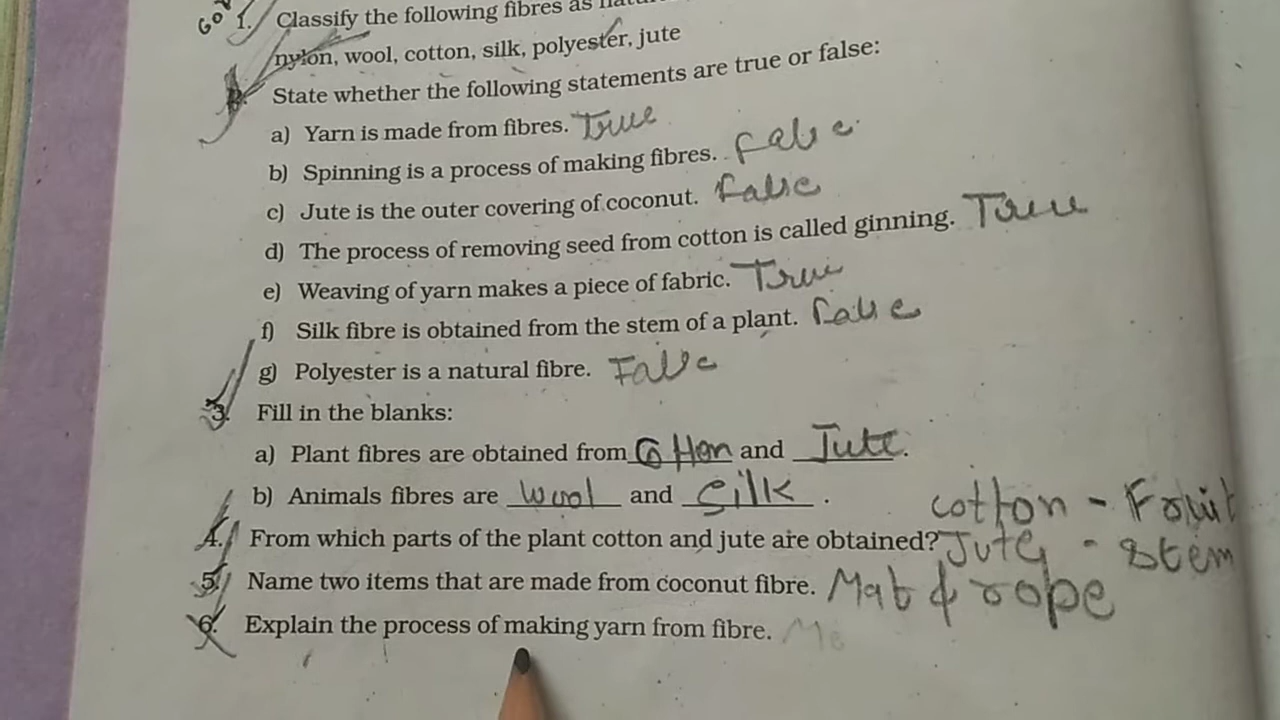 1. Classify the following fibres as
nylon, wool, cotton, silk, polyester, jute
State whether the following statements are true or false:
a) Yarn is made from fibres. True
b) Spinning is a process of making fibres. False
c) Jute is the outer covering of coconut. False
d) The process of removing seed from cotton is called ginning. True
e) Weaving of yarn makes a piece of fabric. True
f) Silk fibre is obtained from the stem of a plant. False
g) Polyester is a natural fibre. False
3. Fill in the blanks:
a) Plant fibres are obtained from Cotton and Jute.
b) Animals fibres are Wool and Silk.
cotton - Fruit
4. From which parts of the plant cotton and jute are obtained? Jute - Stem
5. Name two items that are made from coconut fibre. Mat & rope
6. Explain the process of making yarn from fibre.